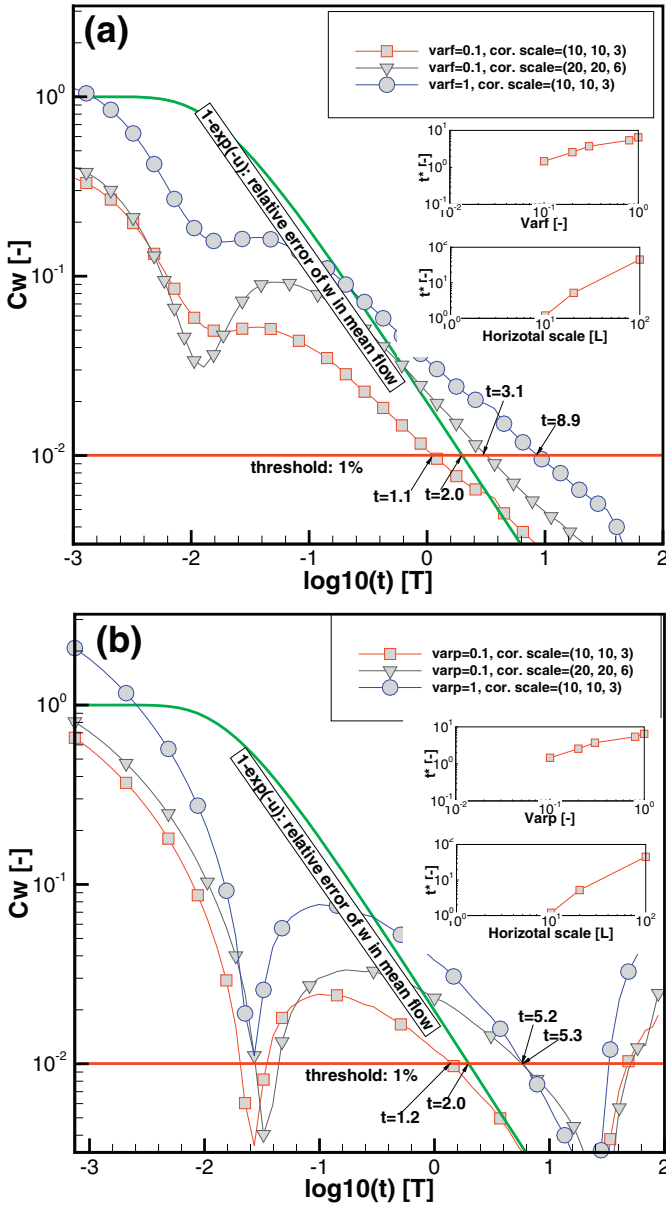 (a)
varf=0.1, cor. scale=(10, 10, 3)
varf=0.1, cor. scale=(20, 20, 6)
varf=1, cor. scale=(10, 10, 3)
10^0
10^-1
10^-2
Cw [-]
1-exp(-u): relative error of w in mean flow
10^1
10^0
10^-1
t* [-]
10^-2
10^-1
10^0
Varf [-]
10^2
10^1
10^0
t* [-]
10^0
10^1
10^2
Horizotal scale [L]
t=3.1
t=8.9
threshold: 1%
t=1.1
t=2.0
-3
-2
-1
0
1
2
log10(t) [T]
(b)
varp=0.1, cor. scale=(10, 10, 3)
varp=0.1, cor. scale=(20, 20, 6)
varp=1, cor. scale=(10, 10, 3)
10^0
10^-1
10^-2
Cw [-]
1-exp(-u): relative error of w in mean flow
10^1
10^0
10^-1
t* [-]
10^-2
10^-1
10^0
Varp [-]
10^2
10^1
10^0
t* [-]
10^0
10^1
10^2
Horizotal scale [L]
t=5.2
t=5.3
threshold: 1%
t=1.2
t=2.0
-3
-2
-1
0
1
2
log10(t) [T]